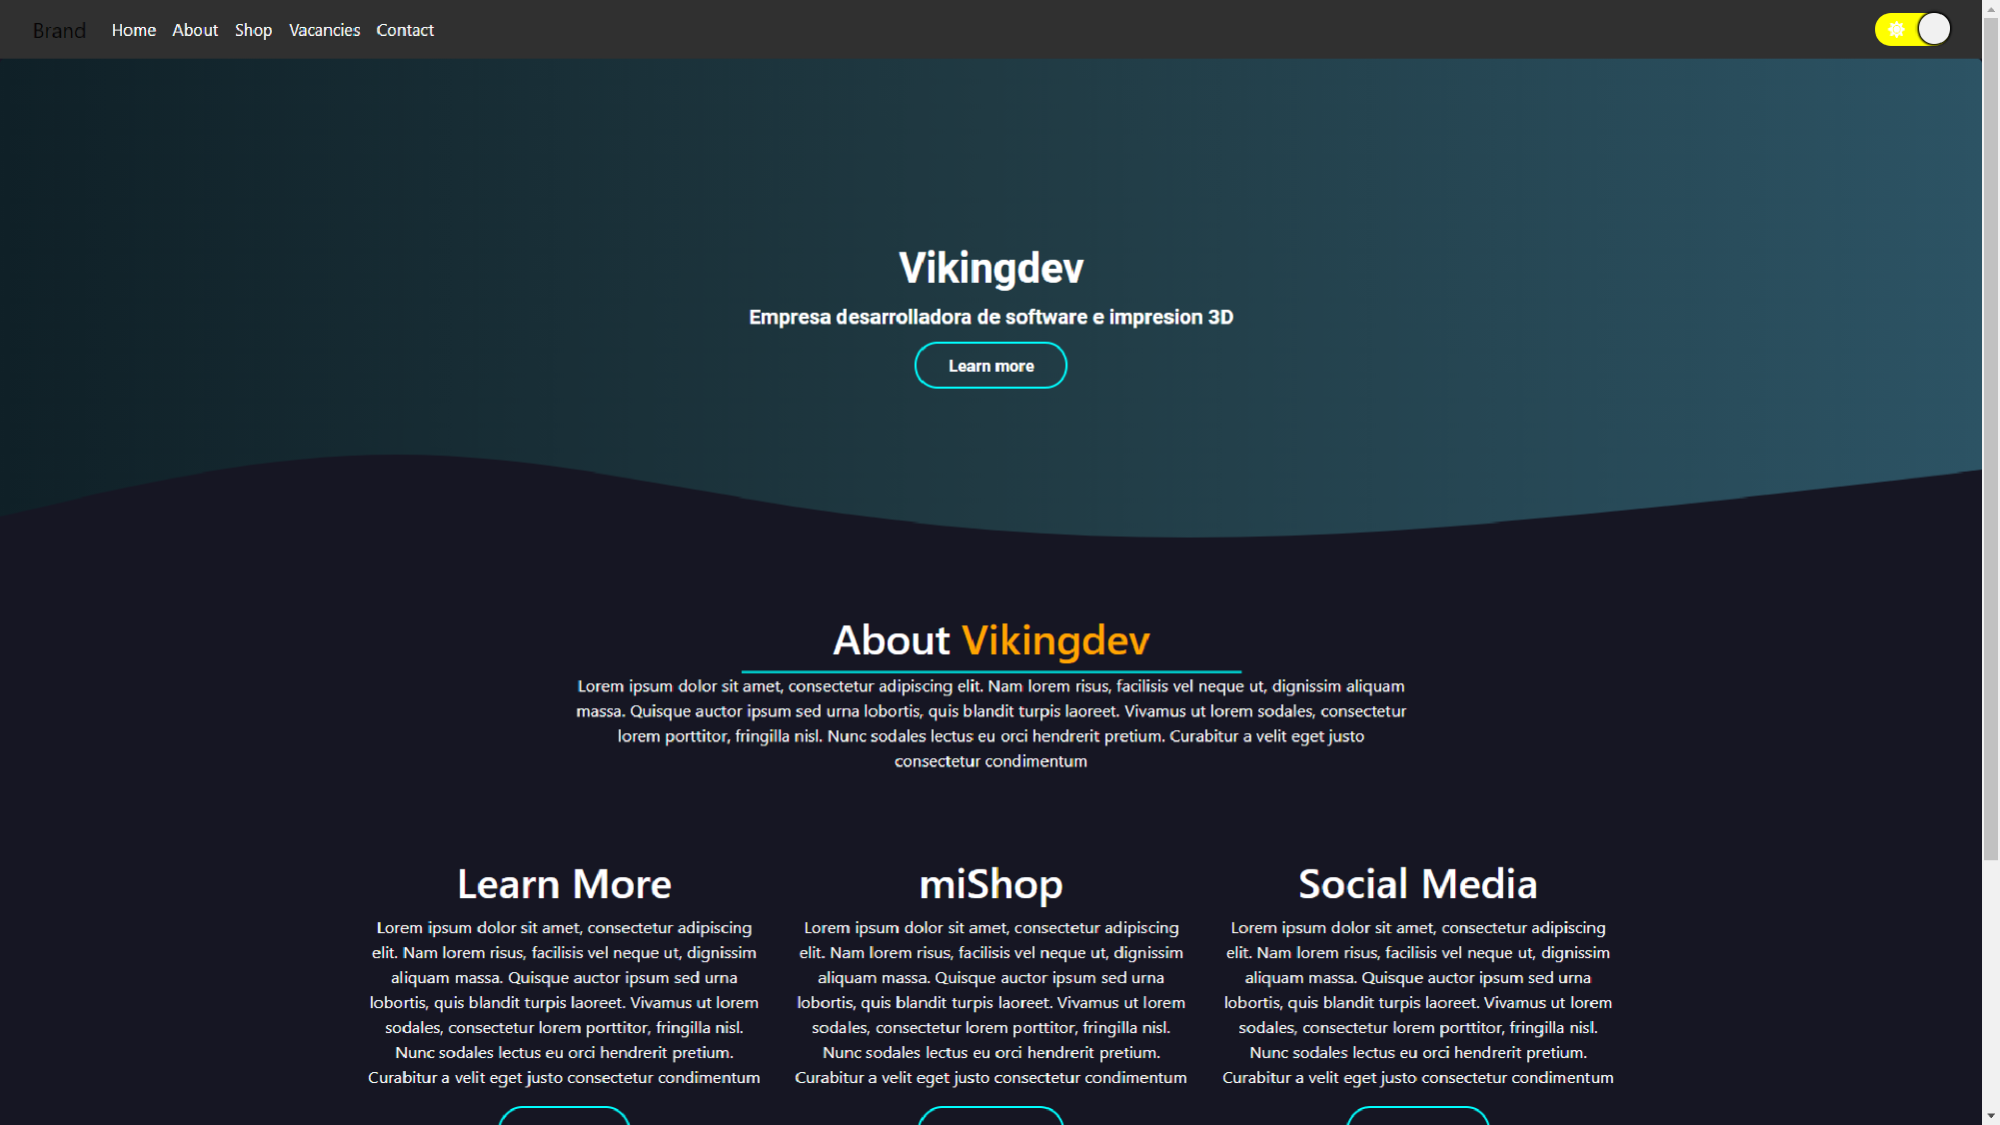 Brand Home About Shop Vacancies Contact
Vikingdev
Empresa desarrolladora de software e impresion 3D
Learn more
About Vikingdev
Lorem ipsum dolor sit amet, consectetur adipiscing elit. Nam lorem risus, facilisis vel neque ut, dignissim aliquam
massa. Quisque auctor ipsum sed urna lobortis, quis blandit turpis laoreet. Vivamus ut lorem sodales, consectetur
lorem porttitor, fringilla nisl. Nunc sodales lectus eu orci hendrerit pretium. Curabitur a velit eget justo
consectetur condimentum
Learn More
Lorem ipsum dolor sit amet, consectetur adipiscing
elit. Nam lorem risus, facilisis vel neque ut, dignissim
aliquam massa. Quisque auctor ipsum sed urna
lobortis, quis blandit turpis laoreet. Vivamus ut lorem
sodales, consectetur lorem porttitor, fringilla nisl.
Nunc sodales lectus eu orci hendrerit pretium.
Curabitur a velit eget justo consectetur condimentum
miShop
Lorem ipsum dolor sit amet, consectetur adipiscing
elit. Nam lorem risus, facilisis vel neque ut, dignissim
aliquam massa. Quisque auctor ipsum sed urna
lobortis, quis blandit turpis laoreet. Vivamus ut lorem
sodales, consectetur lorem porttitor, fringilla nisl.
Nunc sodales lectus eu orci hendrerit pretium.
Curabitur a velit eget justo consectetur condimentum
Social Media
Lorem ipsum dolor sit amet, consectetur adipiscing
elit. Nam lorem risus, facilisis vel neque ut, dignissim
aliquam massa. Quisque auctor ipsum sed urna
lobortis, quis blandit turpis laoreet. Vivamus ut lorem
sodales, consectetur lorem porttitor, fringilla nisl.
Nunc sodales lectus eu orci hendrerit pretium.
Curabitur a velit eget justo consectetur condimentum